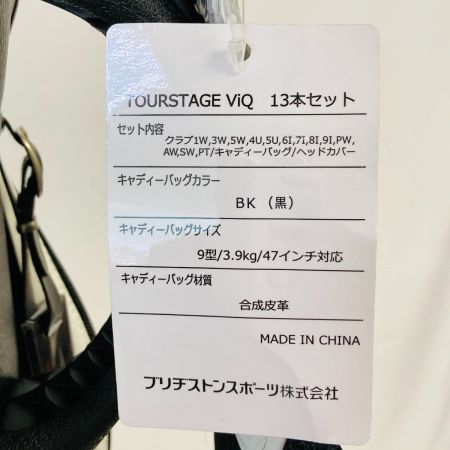 TOURSTAGE ViQ 13本セット
セット内容
クラブ1W,3W,5W,4U,5U,6I,7I,8I,9I,PW,
AW,SW,PT/キャディーバッグ/ヘッドカバー
キャディーバッグカラー
BK （黒）
キャディーバッグサイズ
9型/3.9kg/47インチ対応
キャディーバッグ材質
合成皮革
MADE IN CHINA
ブリヂストンスポーツ株式会社